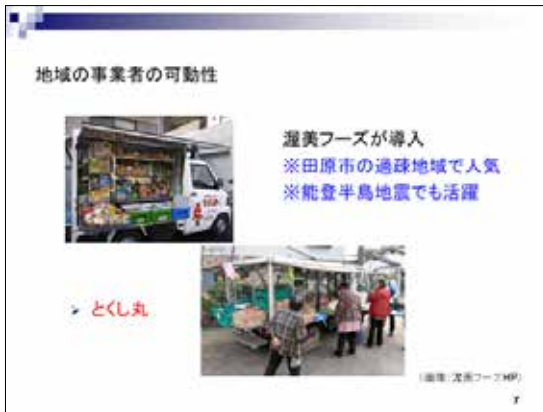 地域の事業者の可動性
渥美フーズが導入
※田原市の過疎地域で人気
※能登半島地震でも活躍
とくし丸
(画像:渥美フーズHP)
7